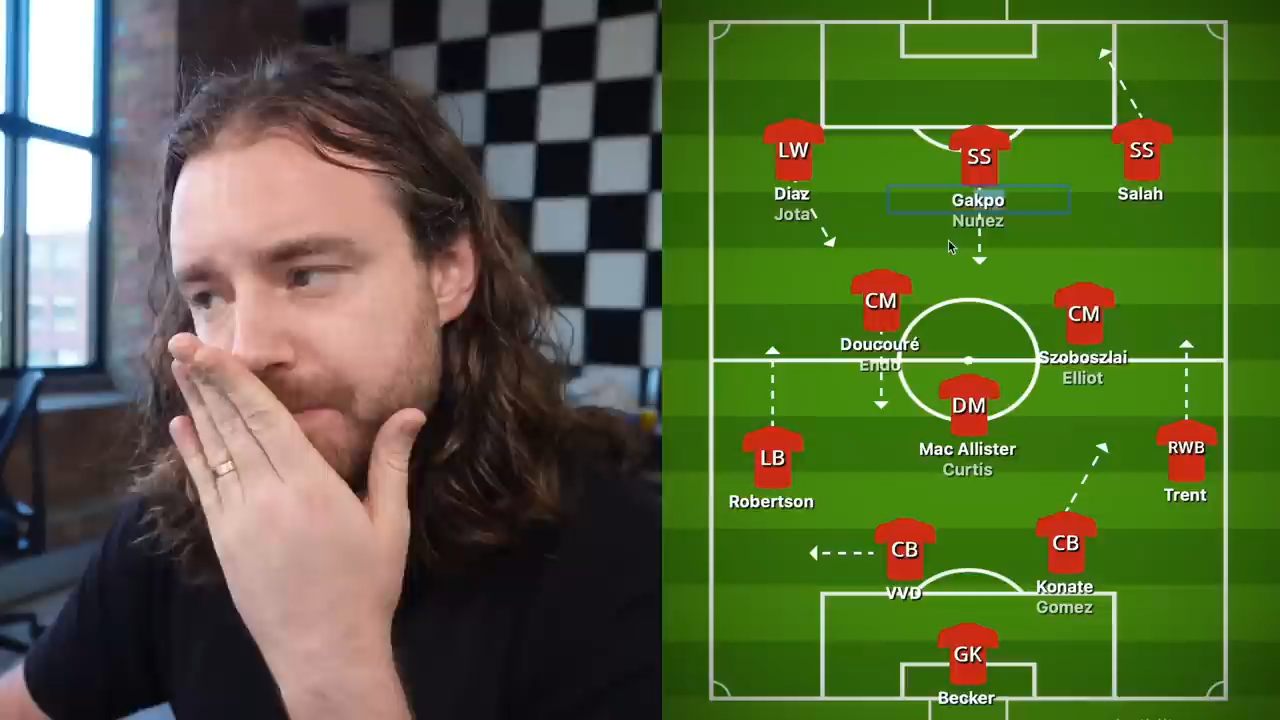 LW
Diaz
Jota
SS
Gakpo
Nunez
SS
Salah
CM
Doucouré
Endo
CM
Szoboszlai
Elliot
DM
Mac Allister
Curtis
LB
Robertson
RWB
Trent
CB
VVD
CB
Konate
Gomez
GK
Becker